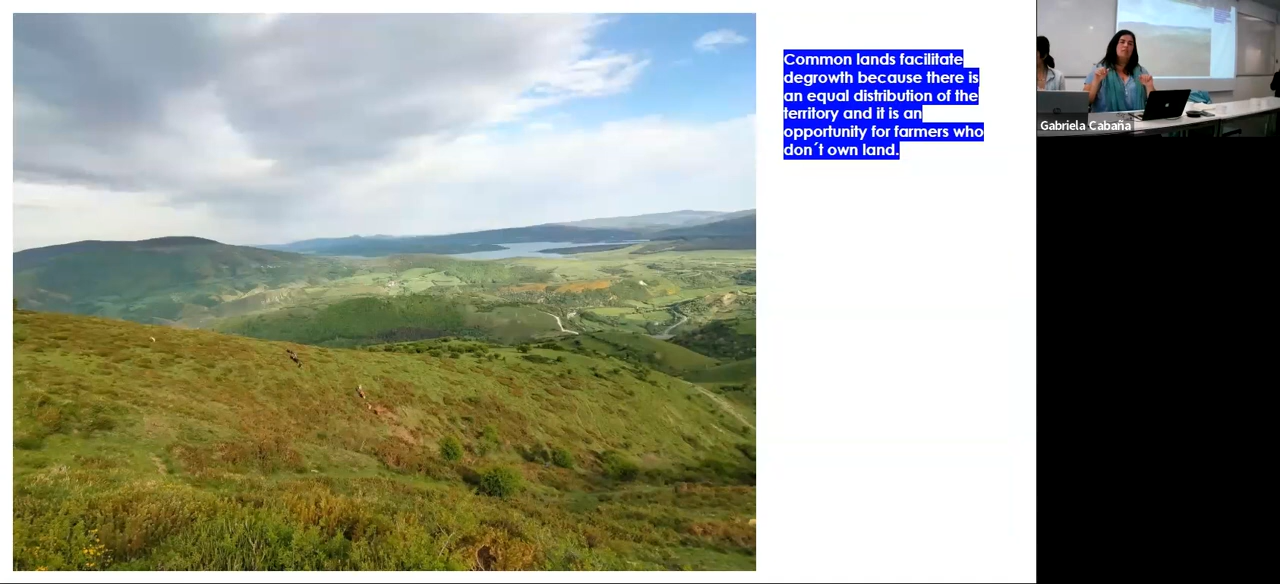 Common lands facilitate
degrowth because there is
an equal distribution of the
territory and it is an
opportunity for farmers who
don´t own land.
Gabriela Cabaña